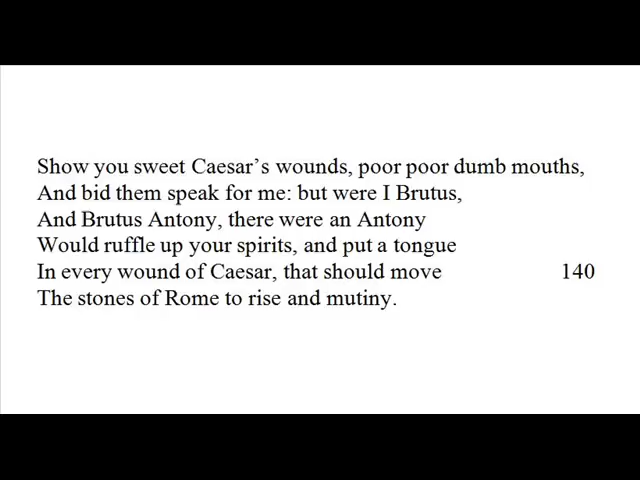 Show you sweet Caesar’s wounds, poor poor dumb mouths,
And bid them speak for me: but were I Brutus,
And Brutus Antony, there were an Antony
Would ruffle up your spirits, and put a tongue
In every wound of Caesar, that should move 140
The stones of Rome to rise and mutiny.